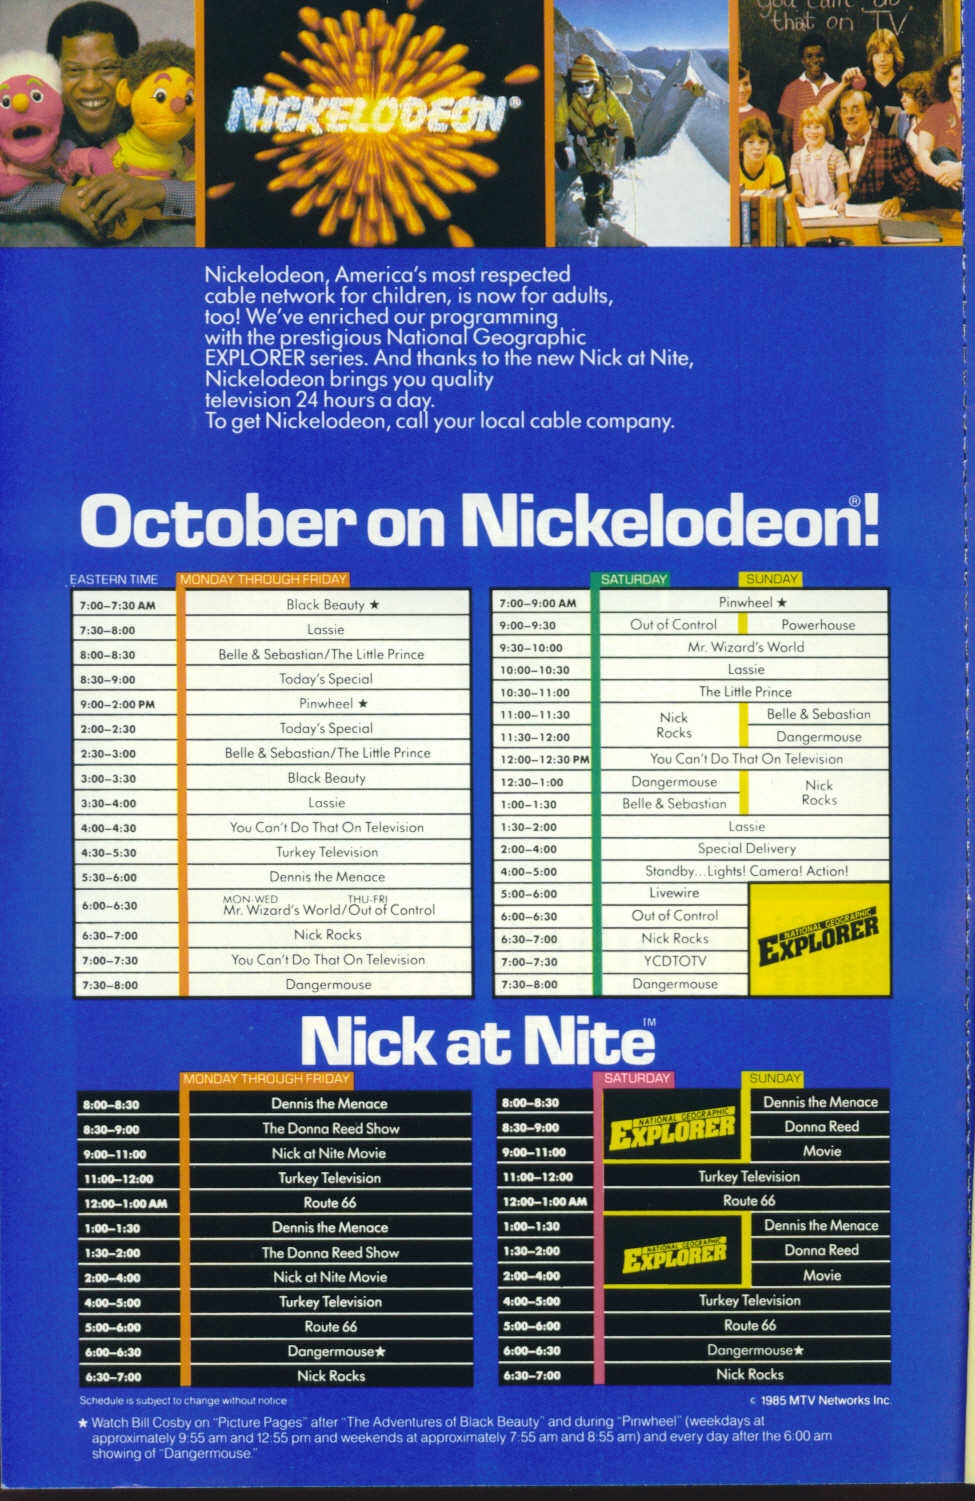 you can't do
that on TV.
NICKELODEON®
Nickelodeon, America's most respected
cable network for children, is now for adults,
too! We've enriched our programming
with the prestigious National Geographic
EXPLORER series. And thanks to the new Nick at Nite,
Nickelodeon brings you quality
television 24 hours a day.
To get Nickelodeon, call your local cable company.
October on Nickelodeon®!
EASTERN TIME MONDAY THROUGH FRIDAY
7:00–7:30 AM Black Beauty ★
7:30–8:00 Lassie
8:00–8:30 Belle & Sebastian/The Little Prince
8:30–9:00 Today's Special
9:00–2:00 PM Pinwheel ★
2:00–2:30 Today's Special
2:30–3:00 Belle & Sebastian/The Little Prince
3:00–3:30 Black Beauty
3:30–4:00 Lassie
4:00–4:30 You Can't Do That On Television
4:30–5:30 Turkey Television
5:30–6:00 Dennis the Menace
MON-WED THU-FRI
6:00–6:30 Mr. Wizard's World/Out of Control
6:30–7:00 Nick Rocks
7:00–7:30 You Can't Do That On Television
7:30–8:00 Dangermouse
SATURDAY SUNDAY
7:00–9:00 AM Pinwheel ★
9:00–9:30 Out of Control Powerhouse
9:30–10:00 Mr. Wizard's World
10:00–10:30 Lassie
10:30–11:00 The Little Prince
11:00–11:30 Nick Rocks Belle & Sebastian
11:30–12:00 Dangermouse
12:00–12:30 PM You Can't Do That On Television
12:30–1:00 Dangermouse Nick Rocks
1:00–1:30 Belle & Sebastian
1:30–2:00 Lassie
2:00–4:00 Special Delivery
4:00–5:00 Standby...Lights! Camera! Action!
5:00–6:00 Livewire
6:00–6:30 Out of Control
6:30–7:00 Nick Rocks
7:00–7:30 YCDTOTV
7:30–8:00 Dangermouse
NATIONAL GEOGRAPHIC
EXPLORER
Nick at Nite™
MONDAY THROUGH FRIDAY
8:00–8:30 Dennis the Menace
8:30–9:00 The Donna Reed Show
9:00–11:00 Nick at Nite Movie
11:00–12:00 Turkey Television
12:00–1:00 AM Route 66
1:00–1:30 Dennis the Menace
1:30–2:00 The Donna Reed Show
2:00–4:00 Nick at Nite Movie
4:00–5:00 Turkey Television
5:00–6:00 Route 66
6:00–6:30 Dangermouse★
6:30–7:00 Nick Rocks
SATURDAY SUNDAY
8:00–8:30 Dennis the Menace
8:30–9:00 Donna Reed
9:00–11:00 Movie
NATIONAL GEOGRAPHIC
EXPLORER
11:00–12:00 Turkey Television
12:00–1:00 AM Route 66
1:00–1:30 Dennis the Menace
1:30–2:00 Donna Reed
2:00–4:00 Movie
NATIONAL GEOGRAPHIC
EXPLORER
4:00–5:00 Turkey Television
5:00–6:00 Route 66
6:00–6:30 Dangermouse★
6:30–7:00 Nick Rocks
Schedule is subject to change without notice
© 1985 MTV Networks Inc.
★ Watch Bill Cosby on "Picture Pages" after "The Adventures of Black Beauty" and during "Pinwheel" (weekdays at
approximately 9:55 am and 12:55 pm and weekends at approximately 7:55 am and 8:55 am) and every day after the 6:00 am
showing of "Dangermouse."